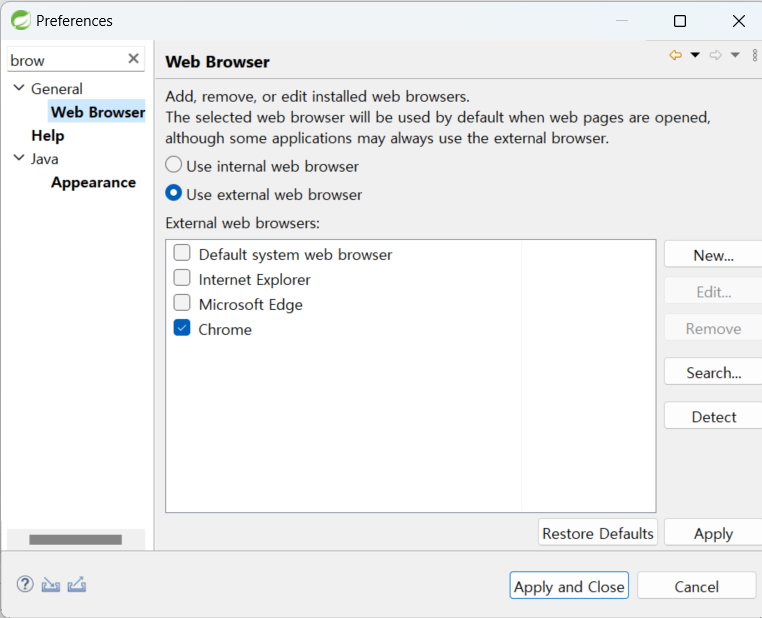 Preferences
brow
General
Web Browser
Help
Java
Appearance
Web Browser
Add, remove, or edit installed web browsers.
The selected web browser will be used by default when web pages are opened,
although some applications may always use the external browser.
Use internal web browser
Use external web browser
External web browsers:
Default system web browser
Internet Explorer
Microsoft Edge
Chrome
New...
Edit...
Remove
Search...
Detect
Restore Defaults
Apply
Apply and Close
Cancel